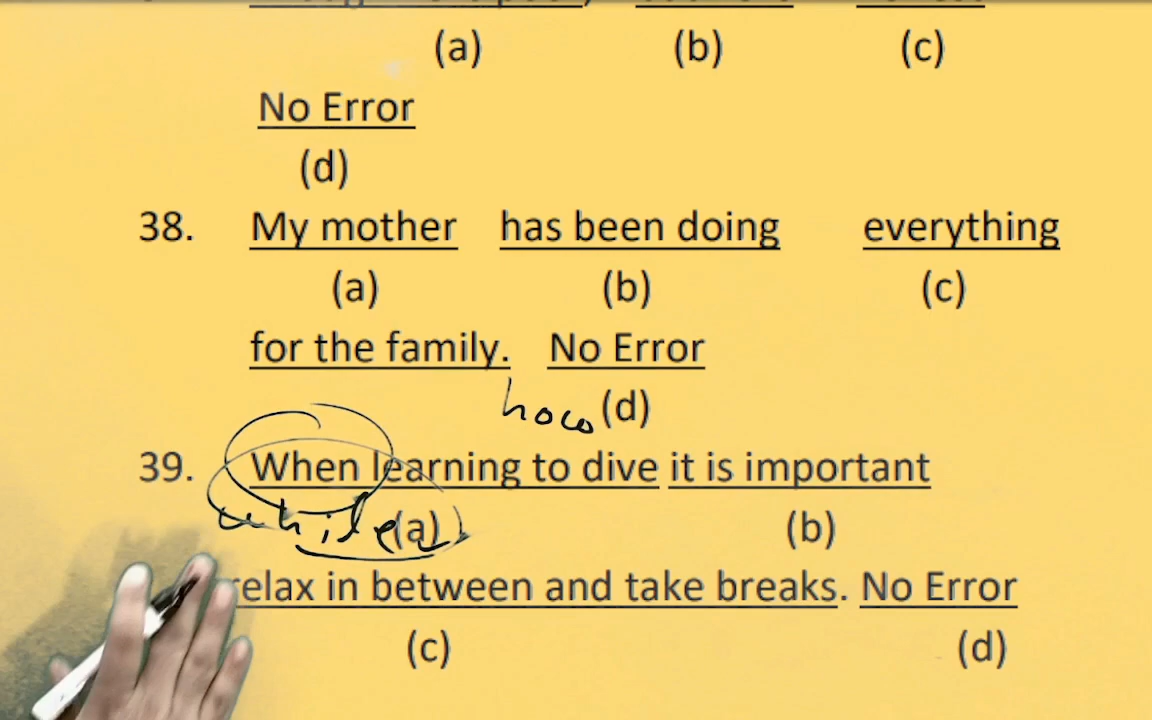 (a) (b) (c)
No Error
(d)
38. My mother has been doing everything
(a) (b) (c)
for the family. No Error
how (d)
39. When learning to dive it is important
while (a) (b)
relax in between and take breaks. No Error
(c) (d)